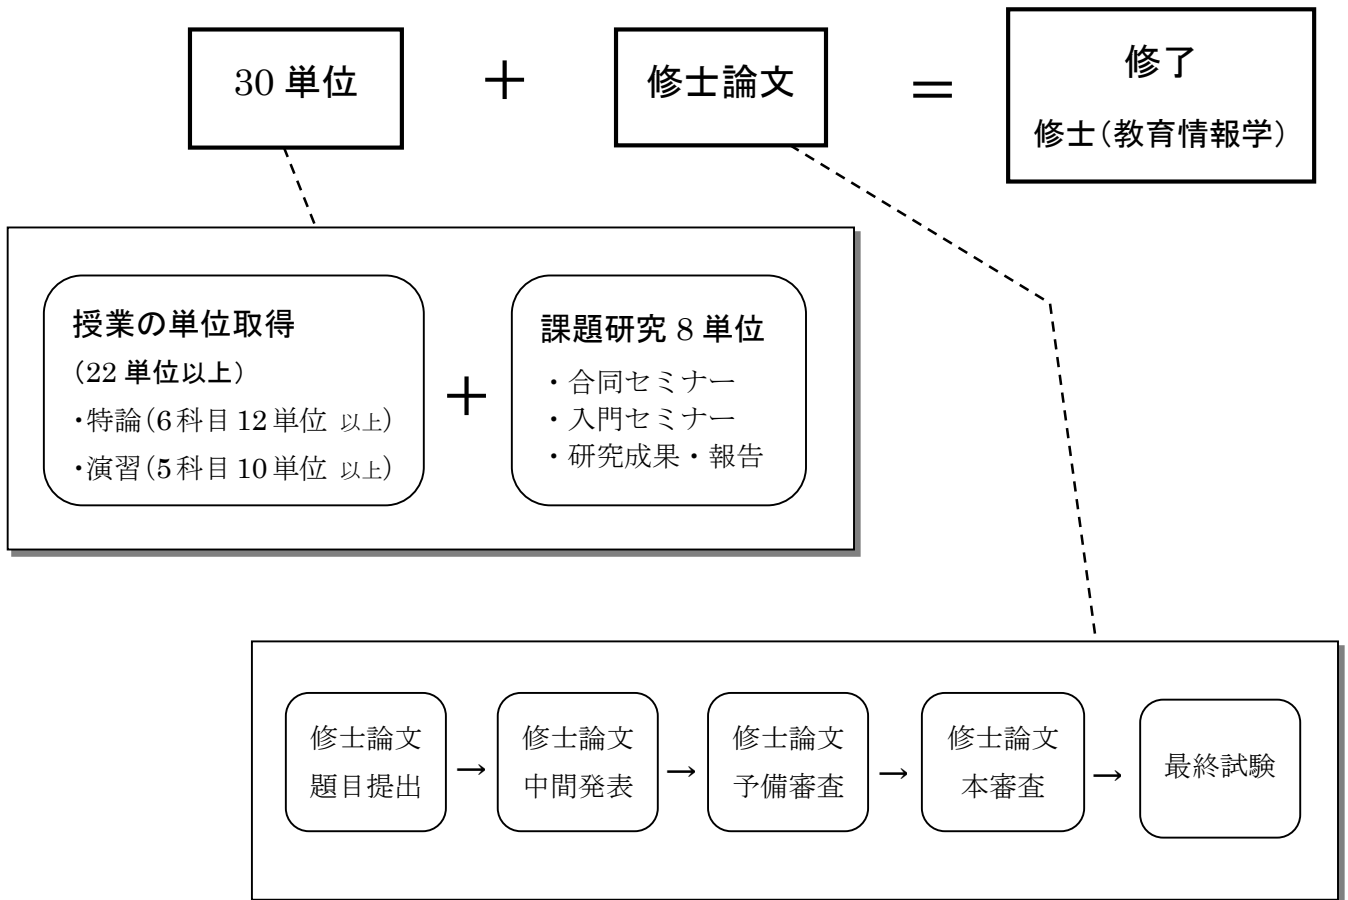 30 単位
＋
修士論文
＝
修了
修士（教育情報学）
授業の単位取得
（22 単位以上）
・特論（6科目 12単位 以上）
・演習（5科目 10単位 以上）
＋
課題研究 8 単位
・合同セミナー
・入門セミナー
・研究成果・報告
修士論文
題目提出
→
修士論文
中間発表
→
修士論文
予備審査
→
修士論文
本審査
→
最終試験